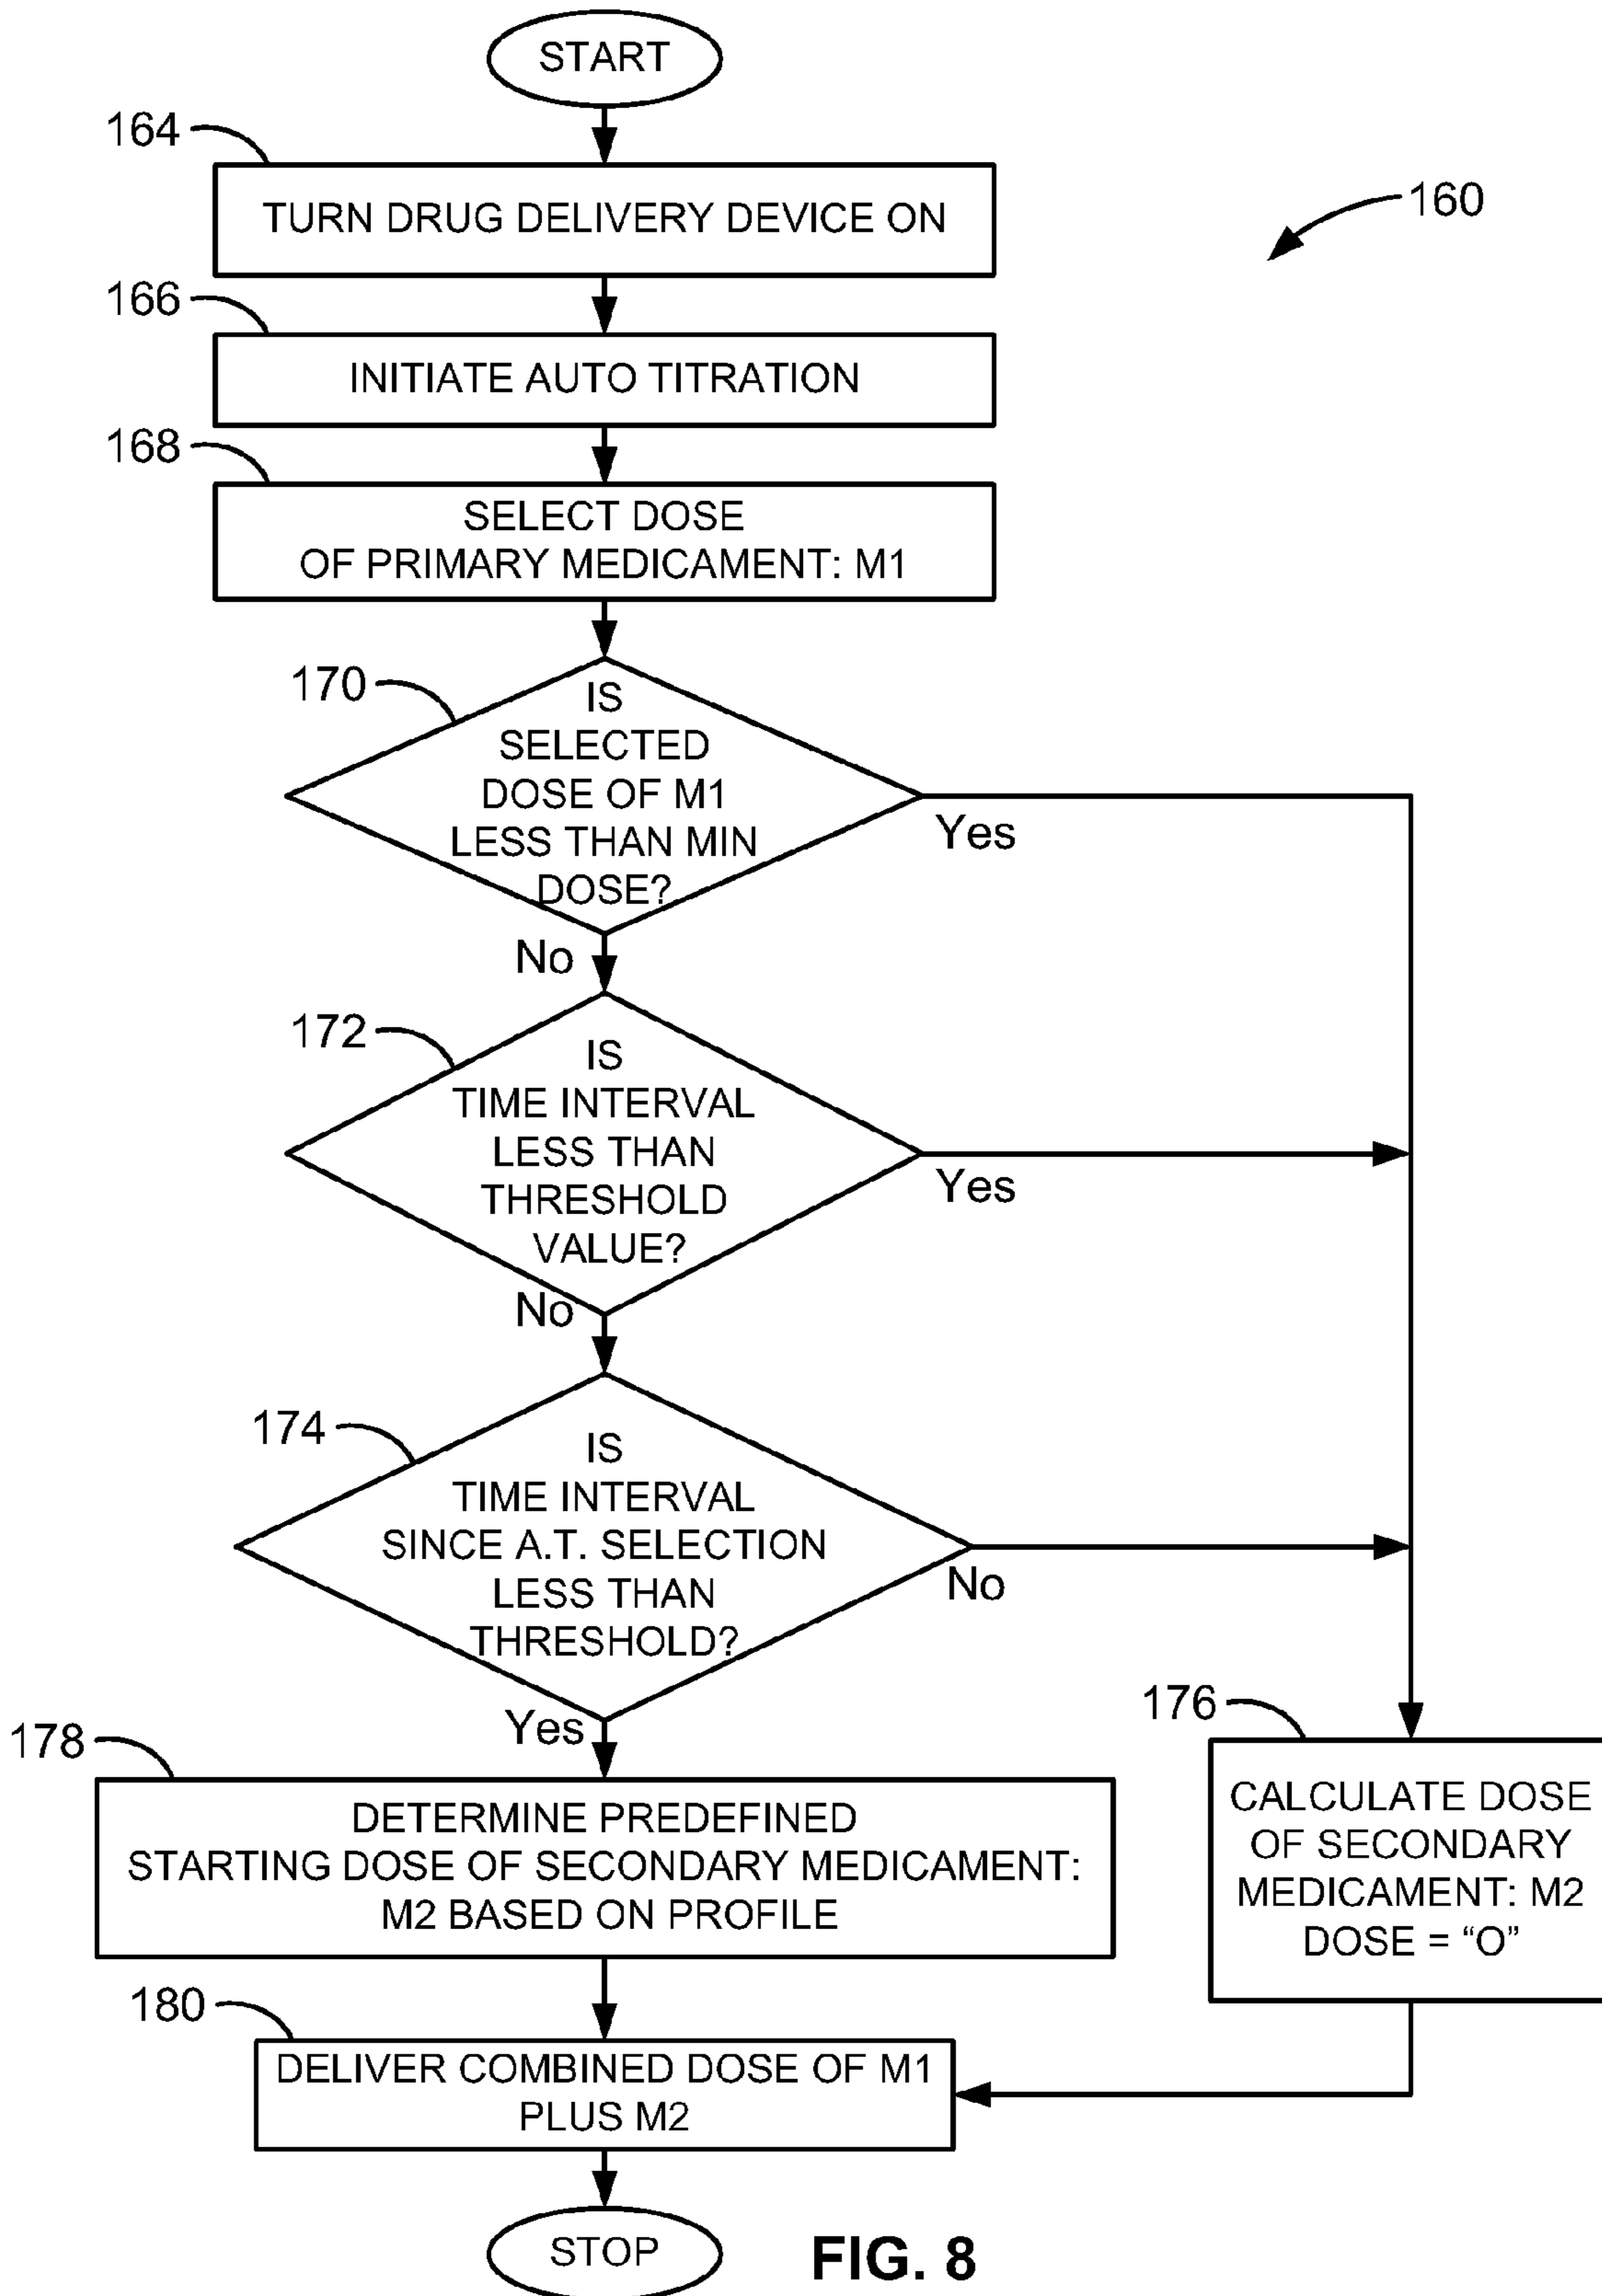 START
164
TURN DRUG DELIVERY DEVICE ON
160
166
INITIATE AUTO TITRATION
168
SELECT DOSE
OF PRIMARY MEDICAMENT: M1
170
IS
SELECTED
DOSE OF M1
LESS THAN MIN
DOSE?
Yes
No
172
IS
TIME INTERVAL
LESS THAN
THRESHOLD
VALUE?
Yes
No
174
IS
TIME INTERVAL
SINCE A.T. SELECTION
LESS THAN
THRESHOLD?
No
Yes
176
CALCULATE DOSE
OF SECONDARY
MEDICAMENT: M2
DOSE = “O”
178
DETERMINE PREDEFINED
STARTING DOSE OF SECONDARY MEDICAMENT:
M2 BASED ON PROFILE
180
DELIVER COMBINED DOSE OF M1
PLUS M2
STOP
FIG. 8